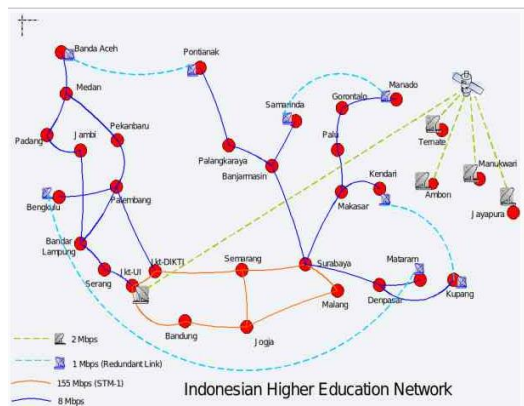 Banda Aceh
Pontianak
Medan
Samarinda
Manado
Gorontalo
Padang
Jambi
Pekanbaru
Palu
Ternate
Palangkaraya
Banjarmasin
Manukwari
Kendari
Bengkulu
Palembang
Makasar
Ambon
Jayapura
Bandar
Lampung
Jkt-DIKTI
Semarang
Surabaya
Mataram
Serang
Jkt-UI
Malang
Denpasar
Kupang
Bandung
Jogja
2 Mbps
1 Mbps (Redundant Link)
155 Mbps (STM-1)
8 Mbps
Indonesian Higher Education Network